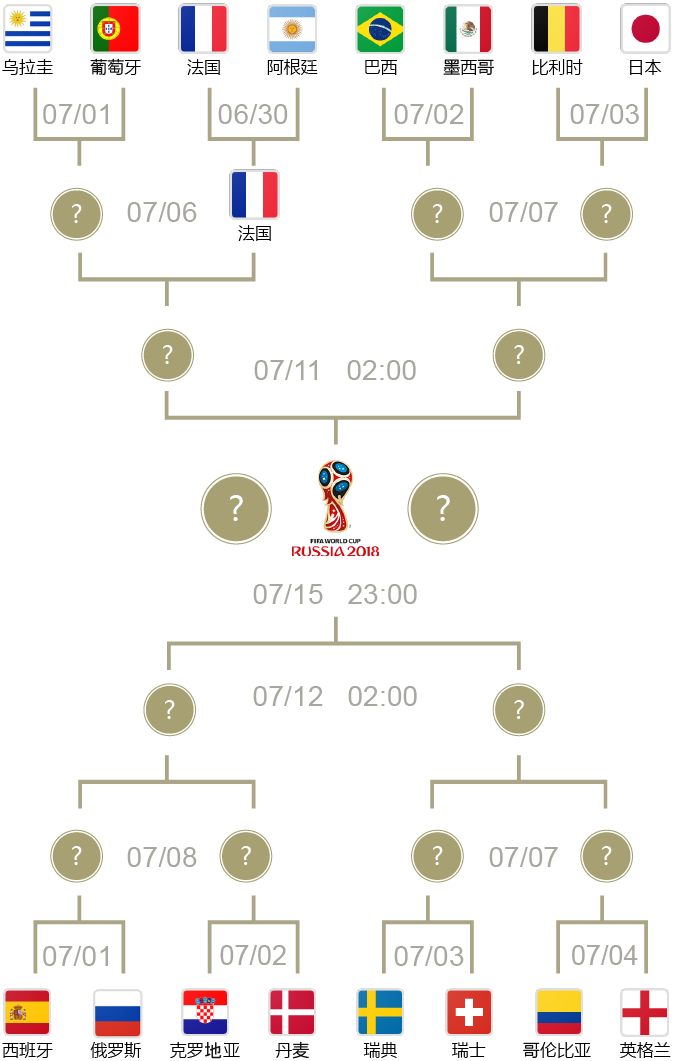 乌拉圭 葡萄牙 法国 阿根廷 巴西 墨西哥 比利时 日本
07/01 06/30 07/02 07/03
? 07/06 ? 07/07 ?
法国
? 07/11 02:00 ?
? ?
FIFA WORLD CUP
RUSSIA 2018
07/15 23:00
? 07/12 02:00 ?
? 07/08 ? ? 07/07 ?
07/01 07/02 07/03 07/04
西班牙 俄罗斯 克罗地亚 丹麦 瑞典 瑞士 哥伦比亚 英格兰